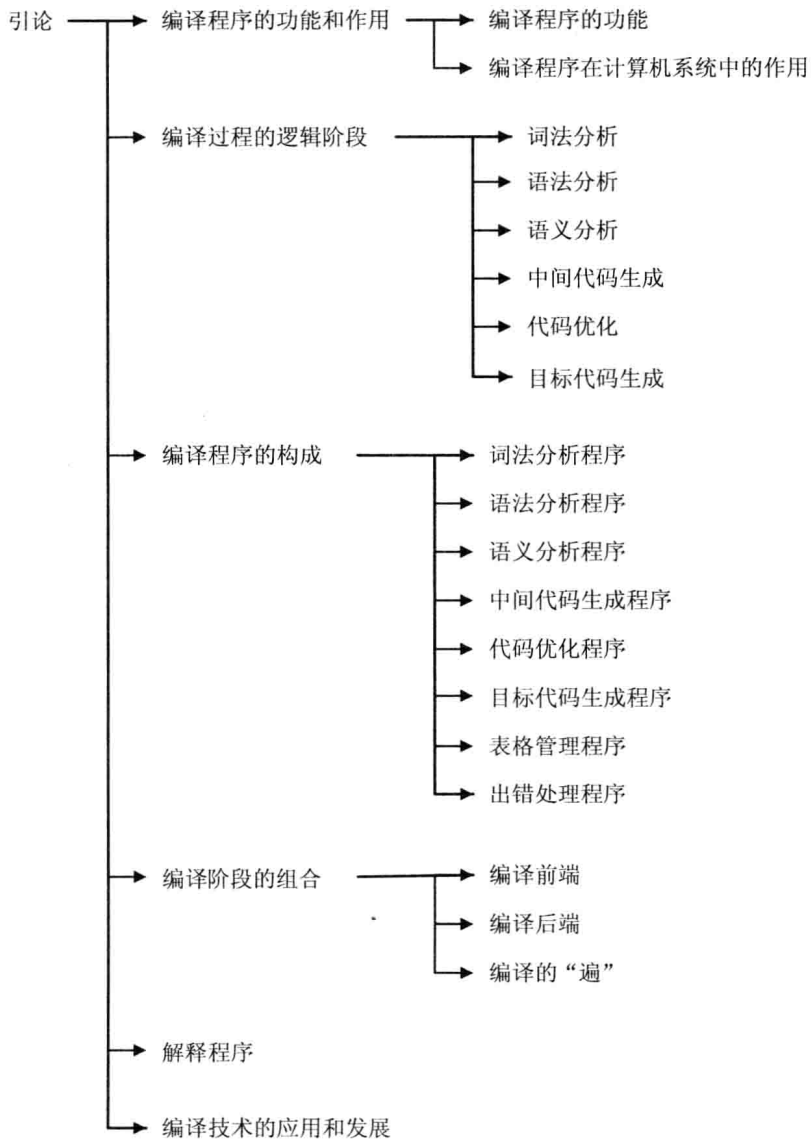 引论
编译程序的功能和作用
编译程序的功能
编译程序在计算机系统中的作用
编译过程的逻辑阶段
词法分析
语法分析
语义分析
中间代码生成
代码优化
目标代码生成
编译程序的构成
词法分析程序
语法分析程序
语义分析程序
中间代码生成程序
代码优化程序
目标代码生成程序
表格管理程序
出错处理程序
编译阶段的组合
编译前端
编译后端
编译的“遍”
解释程序
编译技术的应用和发展